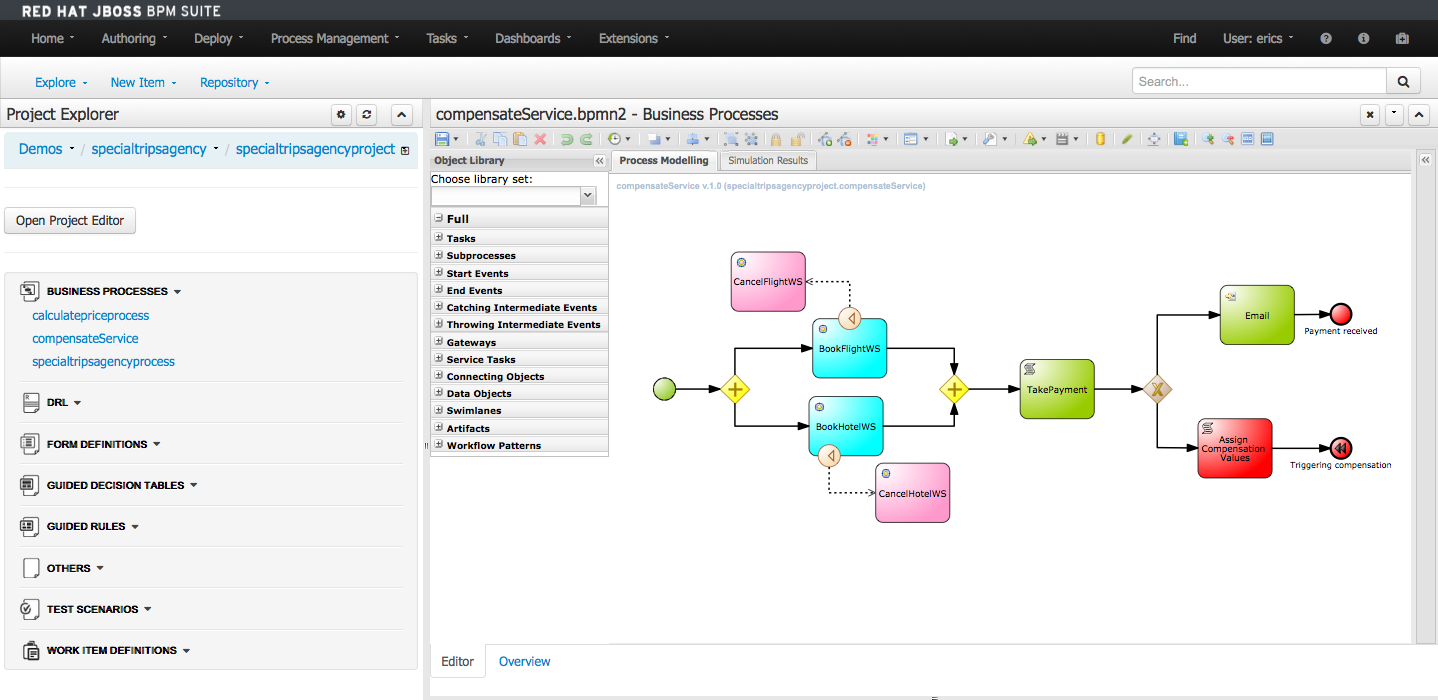 RED HAT JBOSS BPM SUITE
Home Authoring Deploy Process Management Tasks Dashboards Extensions Find User: erics
Explore New Item Repository Search...
Project Explorer
Demos / specialtripsagency / specialtripsagencyproject
Open Project Editor
BUSINESS PROCESSES
calculatepriceprocess
compensateService
specialtripsagencyprocess
DRL
FORM DEFINITIONS
GUIDED DECISION TABLES
GUIDED RULES
OTHERS
TEST SCENARIOS
WORK ITEM DEFINITIONS
compensateService.bpmn2 - Business Processes
Object Library
Choose library set:
Full
Tasks
Subprocesses
Start Events
End Events
Catching Intermediate Events
Throwing Intermediate Events
Gateways
Service Tasks
Connecting Objects
Data Objects
Swimlanes
Artifacts
Workflow Patterns
Process Modelling Simulation Results
compensateService v.1.0 (specialtripsagencyproject.compensateService)
CancelFlightWS
BookFlightWS
BookHotelWS
CancelHotelWS
TakePayment
Email
Payment received
Assign
Compensation
Values
Triggering compensation
Editor Overview